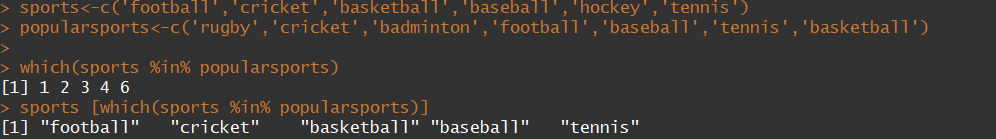 > sports<-c('football','cricket','basketball','baseball','hockey','tennis')
> popularsports<-c('rugby','cricket','badminton','football','baseball','tennis','basketball')
>
> which(sports %in% popularsports)
[1] 1 2 3 4 6
> sports [which(sports %in% popularsports)]
[1] "football"   "cricket"    "basketball" "baseball"   "tennis"